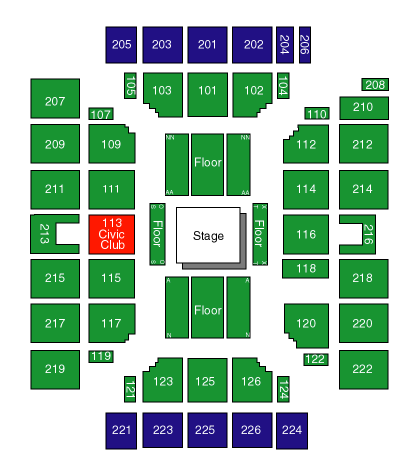 205 203 201 202 204 206
105 103 101 102 104
208
207 210
107 110
209 109 NN NN 112 212
Floor
211 111 AA AA 114 214
213 113 Civic Club Floor Stage Floor 116 216
215 115 118 218
A A
217 117 Floor 120 220
N N
219 119 122 222
121 123 125 126 124
221 223 225 226 224